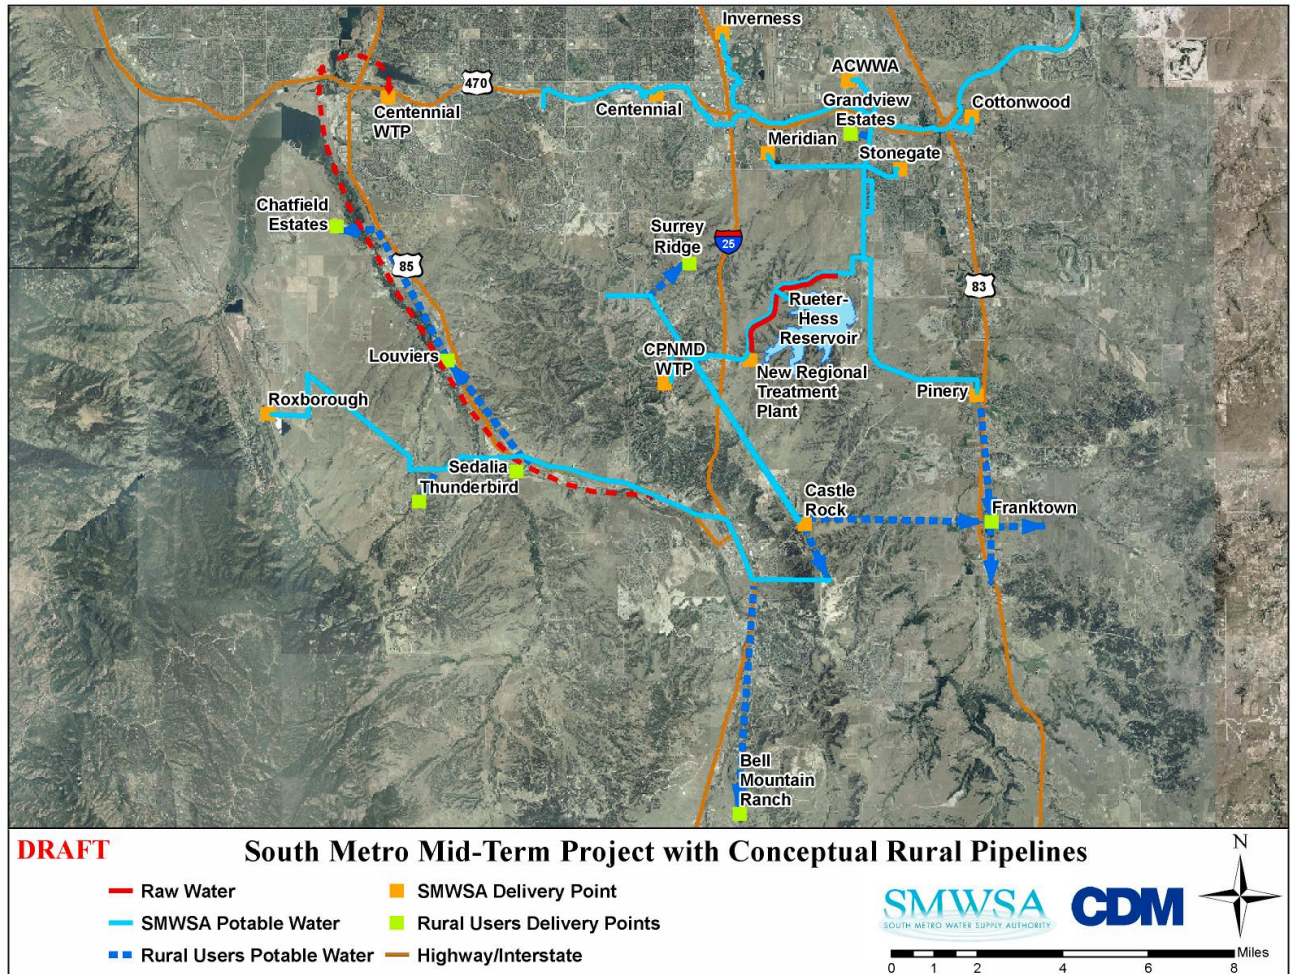 Inverness
470
ACWWA
Centennial
WTP
Centennial
Grandview
Estates
Cottonwood
Meridian
Stonegate
Chatfield
Estates
Surrey
Ridge
25
85
83
Rueter-
Hess
Reservoir
Louviers
CPNMD
WTP
New Regional
Treatment
Plant
Pinery
Roxborough
Sedalia
Thunderbird
Castle
Rock
Franktown
Bell
Mountain
Ranch
DRAFT
South Metro Mid-Term Project with Conceptual Rural Pipelines
N
Raw Water
SMWSA Delivery Point
SMWSA Potable Water
Rural Users Delivery Points
Rural Users Potable Water
Highway/Interstate
SMWSA
SOUTH METRO WATER SUPPLY AUTHORITY
CDM
Miles
0 1 2 4 6 8